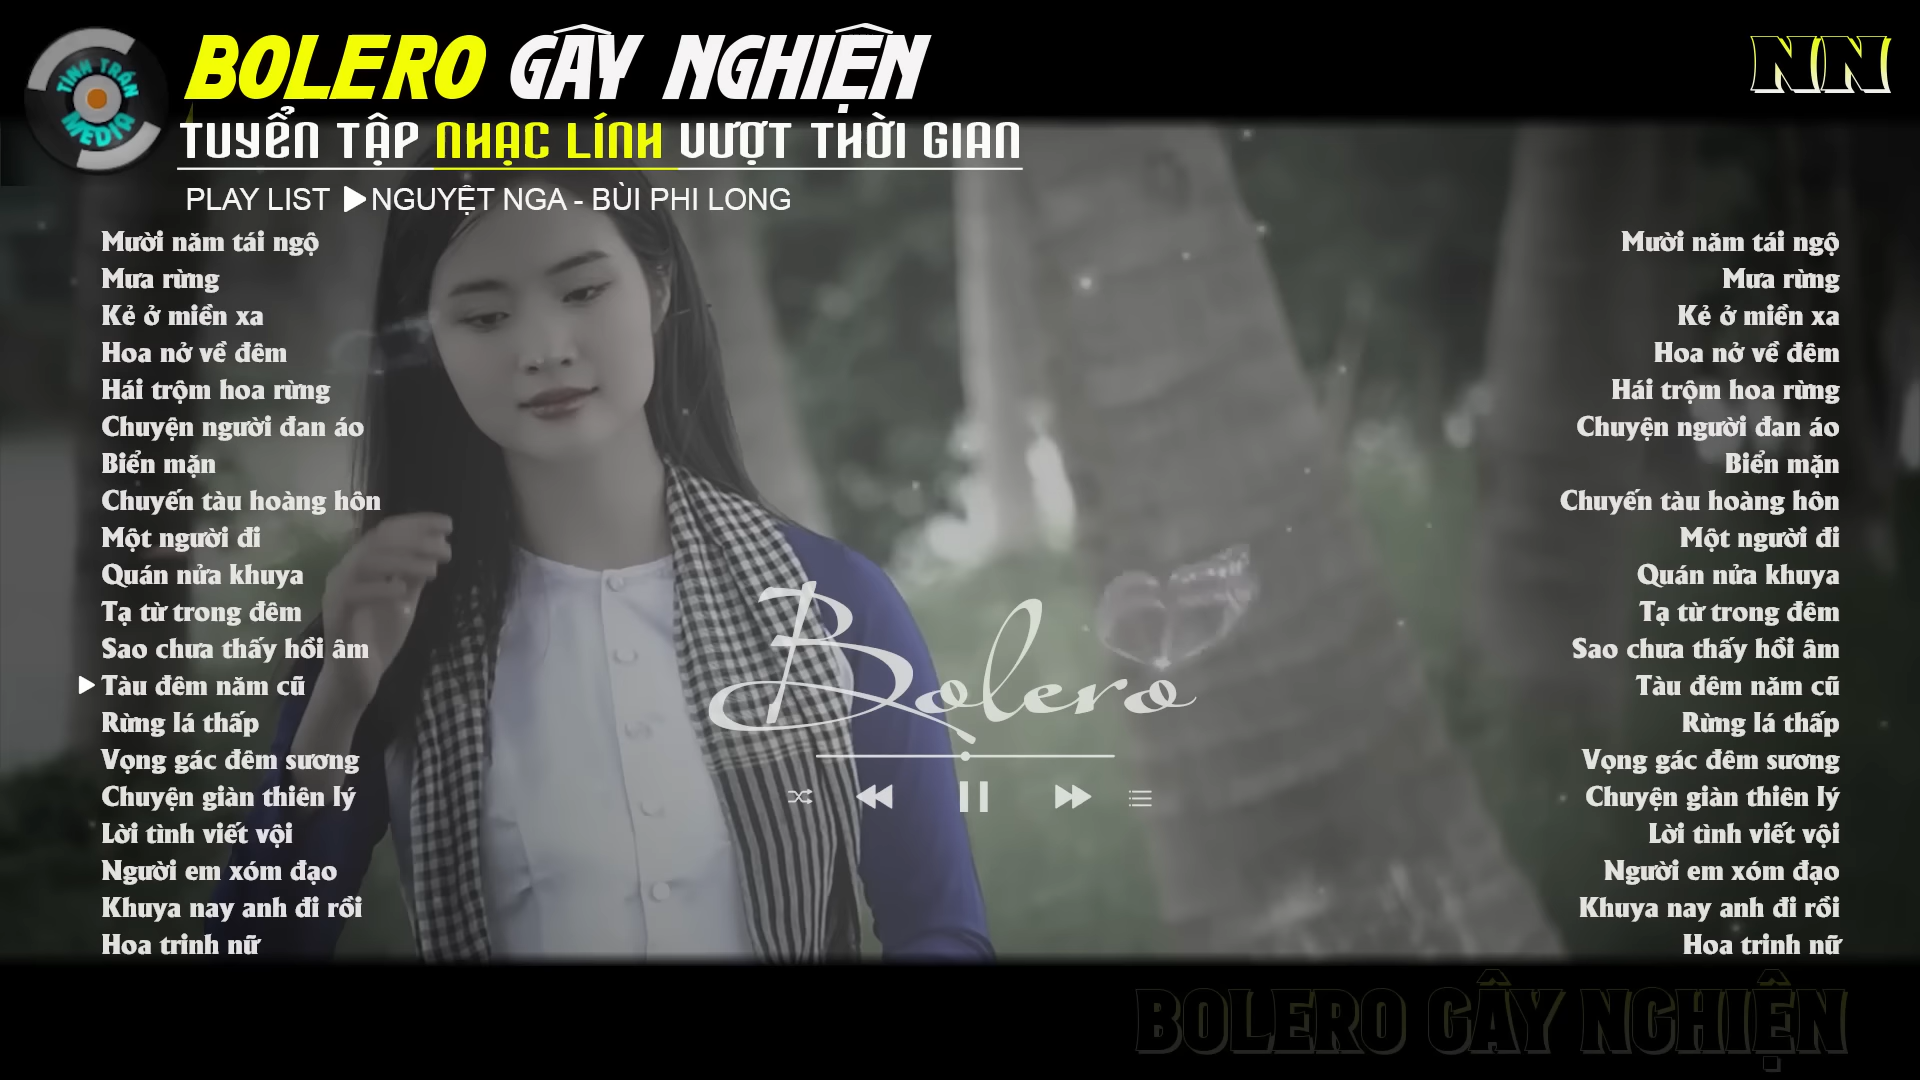 TÌNH TRẦN
MEDIA
BOLERO GÂY NGHIỆN
NN
TUYỂN TẬP NHẠC LÍNH VƯỢT THỜI GIAN
PLAY LIST ▶NGUYỆT NGA - BÙI PHI LONG
Mười năm tái ngộ
Mưa rừng
Kẻ ở miền xa
Hoa nở về đêm
Hái trộm hoa rừng
Chuyện người đan áo
Biển mặn
Chuyến tàu hoàng hôn
Một người đi
Quán nửa khuya
Tạ từ trong đêm
Sao chưa thấy hồi âm
Tàu đêm năm cũ
Rừng lá thấp
Vọng gác đêm sương
Chuyện giàn thiên lý
Lời tình viết vội
Người em xóm đạo
Khuya nay anh đi rồi
Hoa trinh nữ
Bolero
Mười năm tái ngộ
Mưa rừng
Kẻ ở miền xa
Hoa nở về đêm
Hái trộm hoa rừng
Chuyện người đan áo
Biển mặn
Chuyến tàu hoàng hôn
Một người đi
Quán nửa khuya
Tạ từ trong đêm
Sao chưa thấy hồi âm
Tàu đêm năm cũ
Rừng lá thấp
Vọng gác đêm sương
Chuyện giàn thiên lý
Lời tình viết vội
Người em xóm đạo
Khuya nay anh đi rồi
Hoa trinh nữ
BOLERO GÂY NGHIỆN